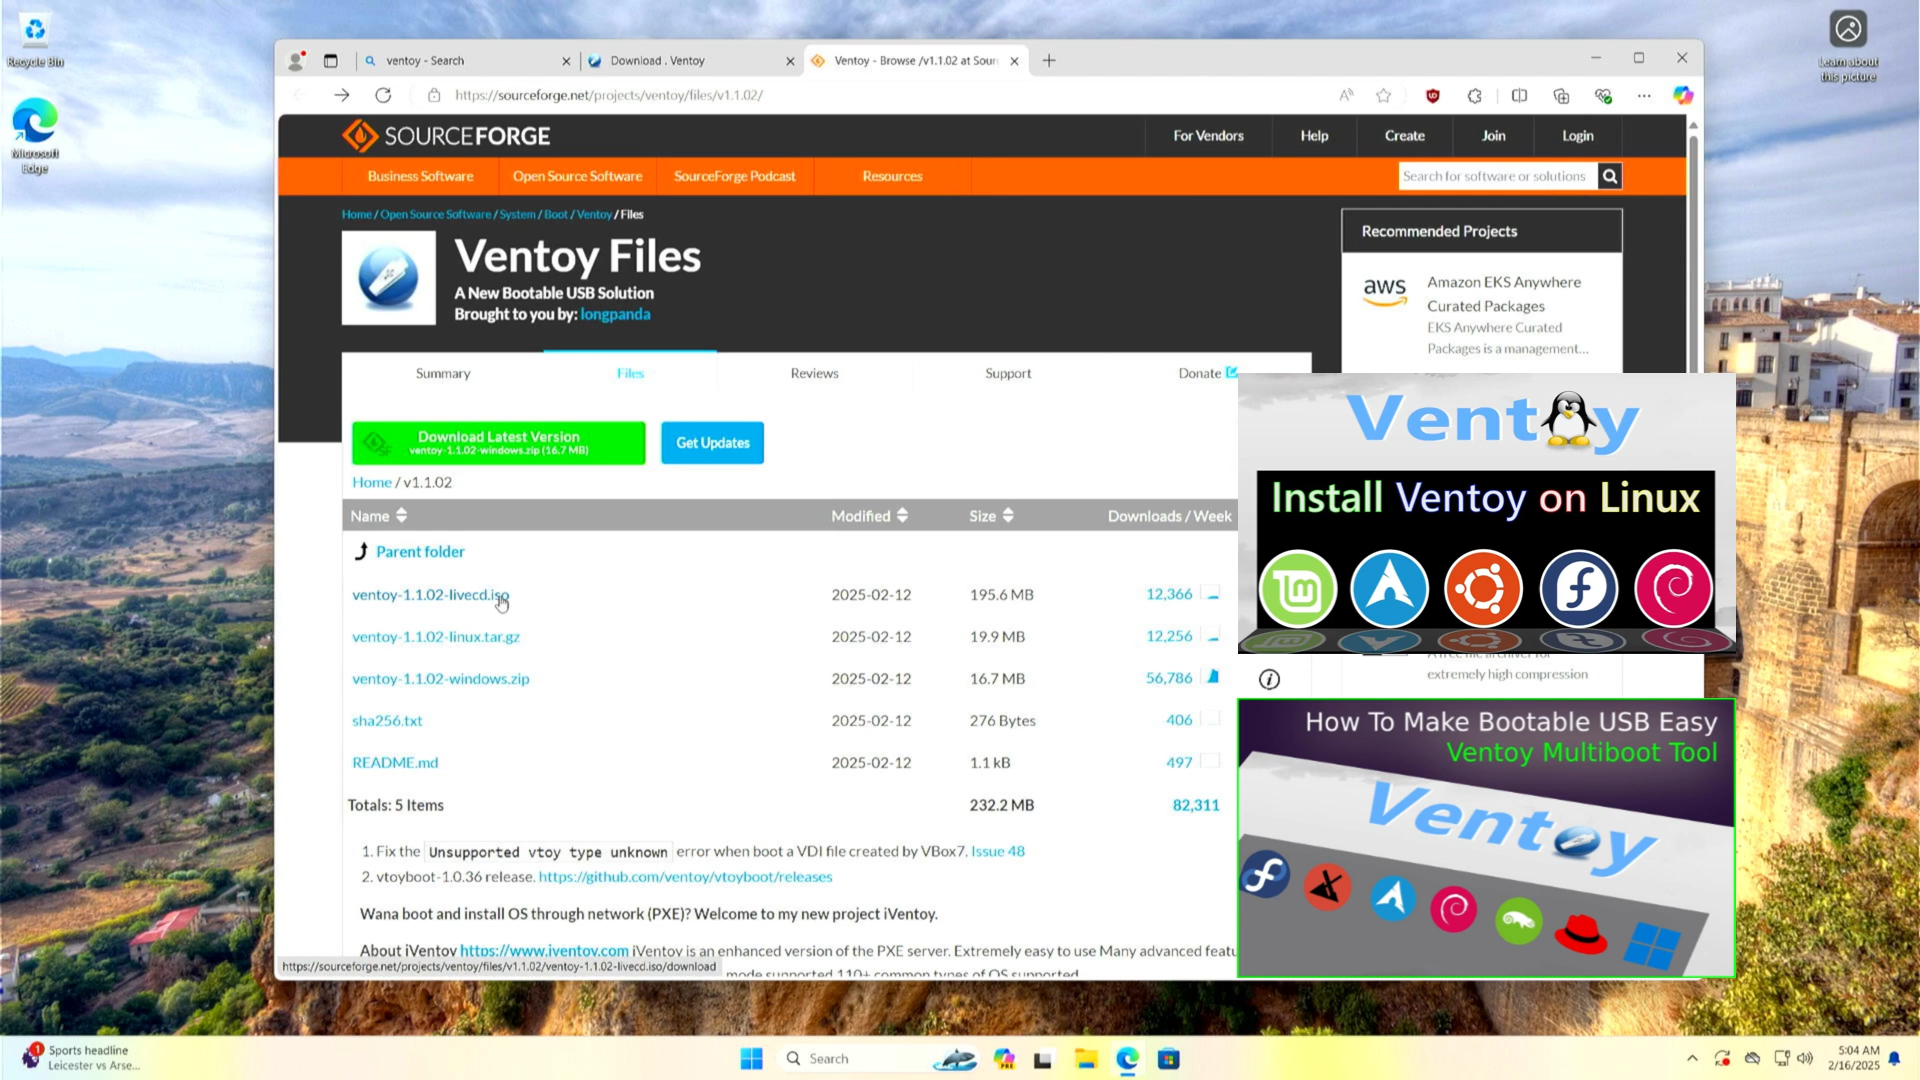 Recycle Bin
Microsoft
Edge
Learn about
this picture
ventoy - Search
Download . Ventoy
Ventoy - Browse /v1.1.02 at Sour
https://sourceforge.net/projects/ventoy/files/v1.1.02/
SOURCEFORGE
For Vendors
Help
Create
Join
Login
Business Software
Open Source Software
SourceForge Podcast
Resources
Search for software or solutions
Home / Open Source Software / System / Boot / Ventoy / Files
Ventoy Files
A New Bootable USB Solution
Brought to you by: longpanda
Recommended Projects
aws
Amazon EKS Anywhere
Curated Packages
EKS Anywhere Curated
Packages is a management...
Summary
Files
Reviews
Support
Donate
Download Latest Version
ventoy-1.1.02-windows.zip (16.7 MB)
Get Updates
Home / v1.1.02
Name Modified Size Downloads / Week
Parent folder
ventoy-1.1.02-livecd.iso 2025-02-12 195.6 MB 12,366
ventoy-1.1.02-linux.tar.gz 2025-02-12 19.9 MB 12,256
ventoy-1.1.02-windows.zip 2025-02-12 16.7 MB 56,786
sha256.txt 2025-02-12 276 Bytes 406
README.md 2025-02-12 1.1 kB 497
Totals: 5 Items 232.2 MB 82,311
1. Fix the Unsupported vtoy type unknown error when boot a VDI file created by VBox7. Issue 48
2. vtoyboot-1.0.36 release. https://github.com/ventoy/vtoyboot/releases
Wana boot and install OS through network (PXE)? Welcome to my new project iVentoy.
About iVentoy https://www.iventoy.com iVentoy is an enhanced version of the PXE server. Extremely easy to use Many advanced featu
mode supported 110+ common types of OS supported
https://sourceforge.net/projects/ventoy/files/v1.1.02/ventoy-1.1.02-livecd.iso/download
Ventoy
Install Ventoy on Linux
extremely high compression
How To Make Bootable USB Easy
Ventoy Multiboot Tool
Ventoy
1
Sports headline
Leicester vs Arse...
Search
PRE
5:04 AM
2/16/2025